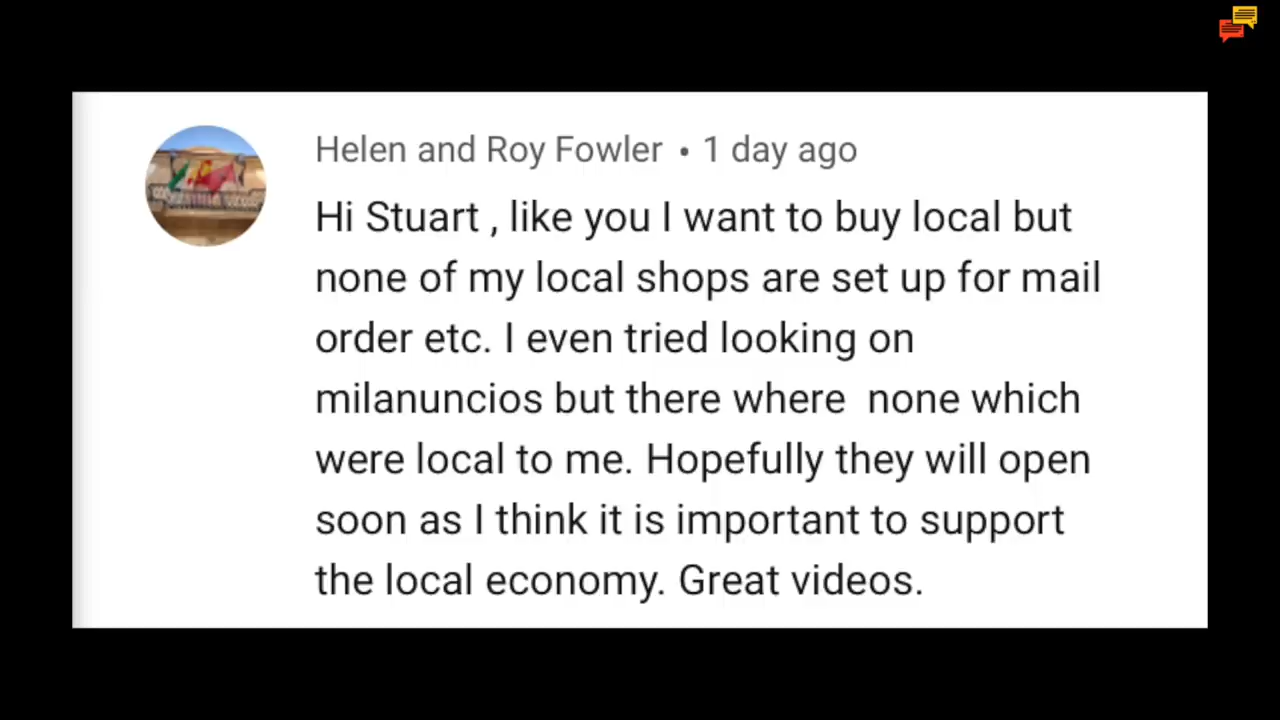 Helen and Roy Fowler • 1 day ago
Hi Stuart , like you I want to buy local but
none of my local shops are set up for mail
order etc. I even tried looking on
milanuncios but there where  none which
were local to me. Hopefully they will open
soon as I think it is important to support
the local economy. Great videos.